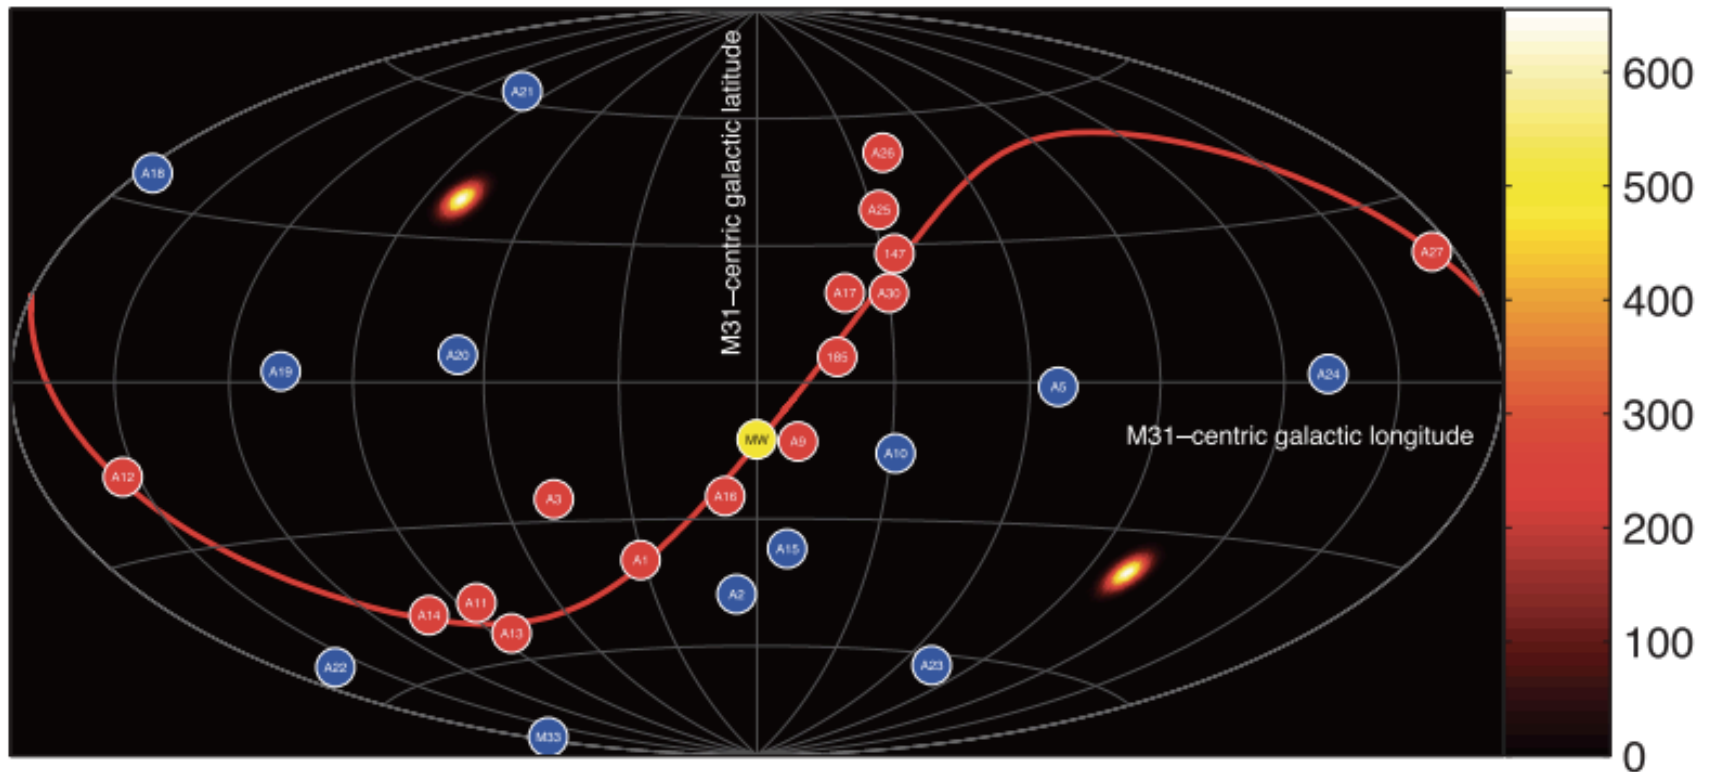 A21
A26
A18
A25
147
A27
A17
A30
A20
185
A19
A5
A24
MW
A9
A10
A12
A3
A16
A15
A1
A2
A11
A14
A13
A22
A23
M33
M31–centric galactic latitude
M31–centric galactic longitude
600
500
400
300
200
100
0